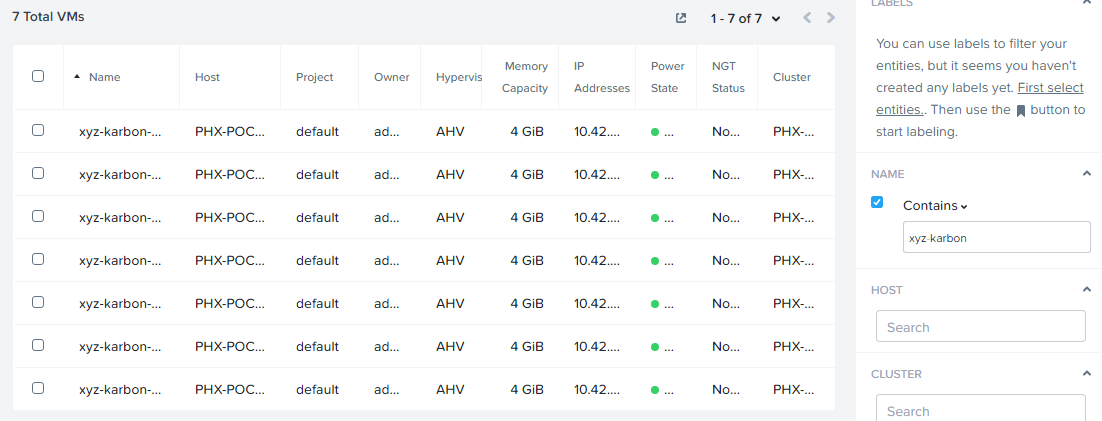 7 Total VMs
1 - 7 of 7
Name Host Project Owner Hypervis Memory Capacity IP Addresses Power State NGT Status Cluster
xyz-karbon-... PHX-POC... default ad... AHV 4 GiB 10.42.... ... No... PHX-...
xyz-karbon-... PHX-POC... default ad... AHV 4 GiB 10.42.... ... No... PHX-...
xyz-karbon-... PHX-POC... default ad... AHV 4 GiB 10.42.... ... No... PHX-...
xyz-karbon-... PHX-POC... default ad... AHV 4 GiB 10.42.... ... No... PHX-...
xyz-karbon-... PHX-POC... default ad... AHV 4 GiB 10.42.... ... No... PHX-...
xyz-karbon-... PHX-POC... default ad... AHV 4 GiB 10.42.... ... No... PHX-...
xyz-karbon-... PHX-POC... default ad... AHV 4 GiB 10.42.... ... No... PHX-...
LABELS
You can use labels to filter your
entities, but it seems you haven't
created any labels yet. First select
entities.. Then use the button to
start labeling.
NAME
Contains
xyz-karbon
HOST
Search
CLUSTER
Search